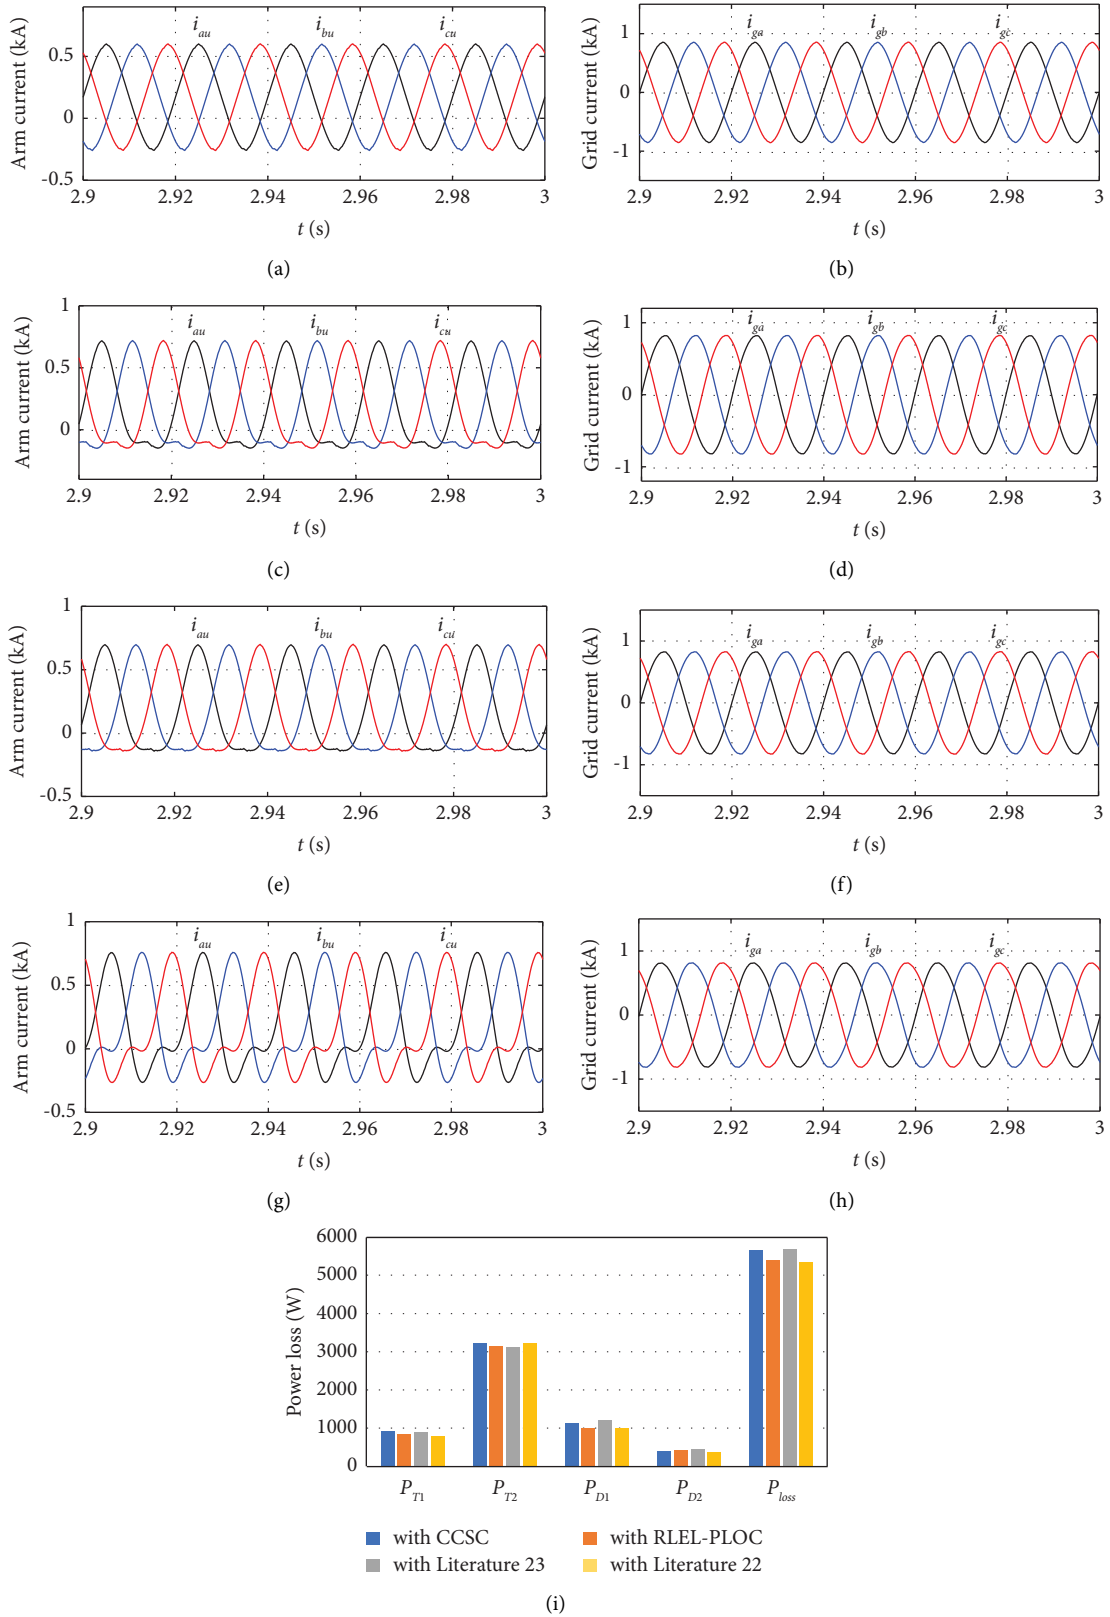 Arm current (kA)
0.5
0
-0.5
i_au
i_bu
i_cu
2.9
2.92
2.94
2.96
2.98
3
t (s)
(a)
Grid current (kA)
1
0
-1
i_ga
i_gb
i_gc
2.9
2.92
2.94
2.96
2.98
3
t (s)
(b)
Arm current (kA)
1
0.5
0
i_au
i_bu
i_cu
2.9
2.92
2.94
2.96
2.98
3
t (s)
(c)
Grid current (kA)
1
0
-1
i_ga
i_gb
i_gc
2.9
2.92
2.94
2.96
2.98
3
t (s)
(d)
Arm current (kA)
1
0.5
0
-0.5
i_au
i_bu
i_cu
2.9
2.92
2.94
2.96
2.98
3
t (s)
(e)
Grid current (kA)
1
0
-1
i_ga
i_gb
i_gc
2.9
2.92
2.94
2.96
2.98
3
t (s)
(f)
Arm current (kA)
1
0.5
0
-0.5
i_au
i_bu
i_cu
2.9
2.92
2.94
2.96
2.98
3
t (s)
(g)
Grid current (kA)
1
0
-1
i_ga
i_gb
i_gc
2.9
2.92
2.94
2.96
2.98
3
t (s)
(h)
Power loss (W)
6000
5000
4000
3000
2000
1000
0
P_T1
P_T2
P_D1
P_D2
P_loss
with CCSC
with RLEL-PLOC
with Literature 23
with Literature 22
(i)